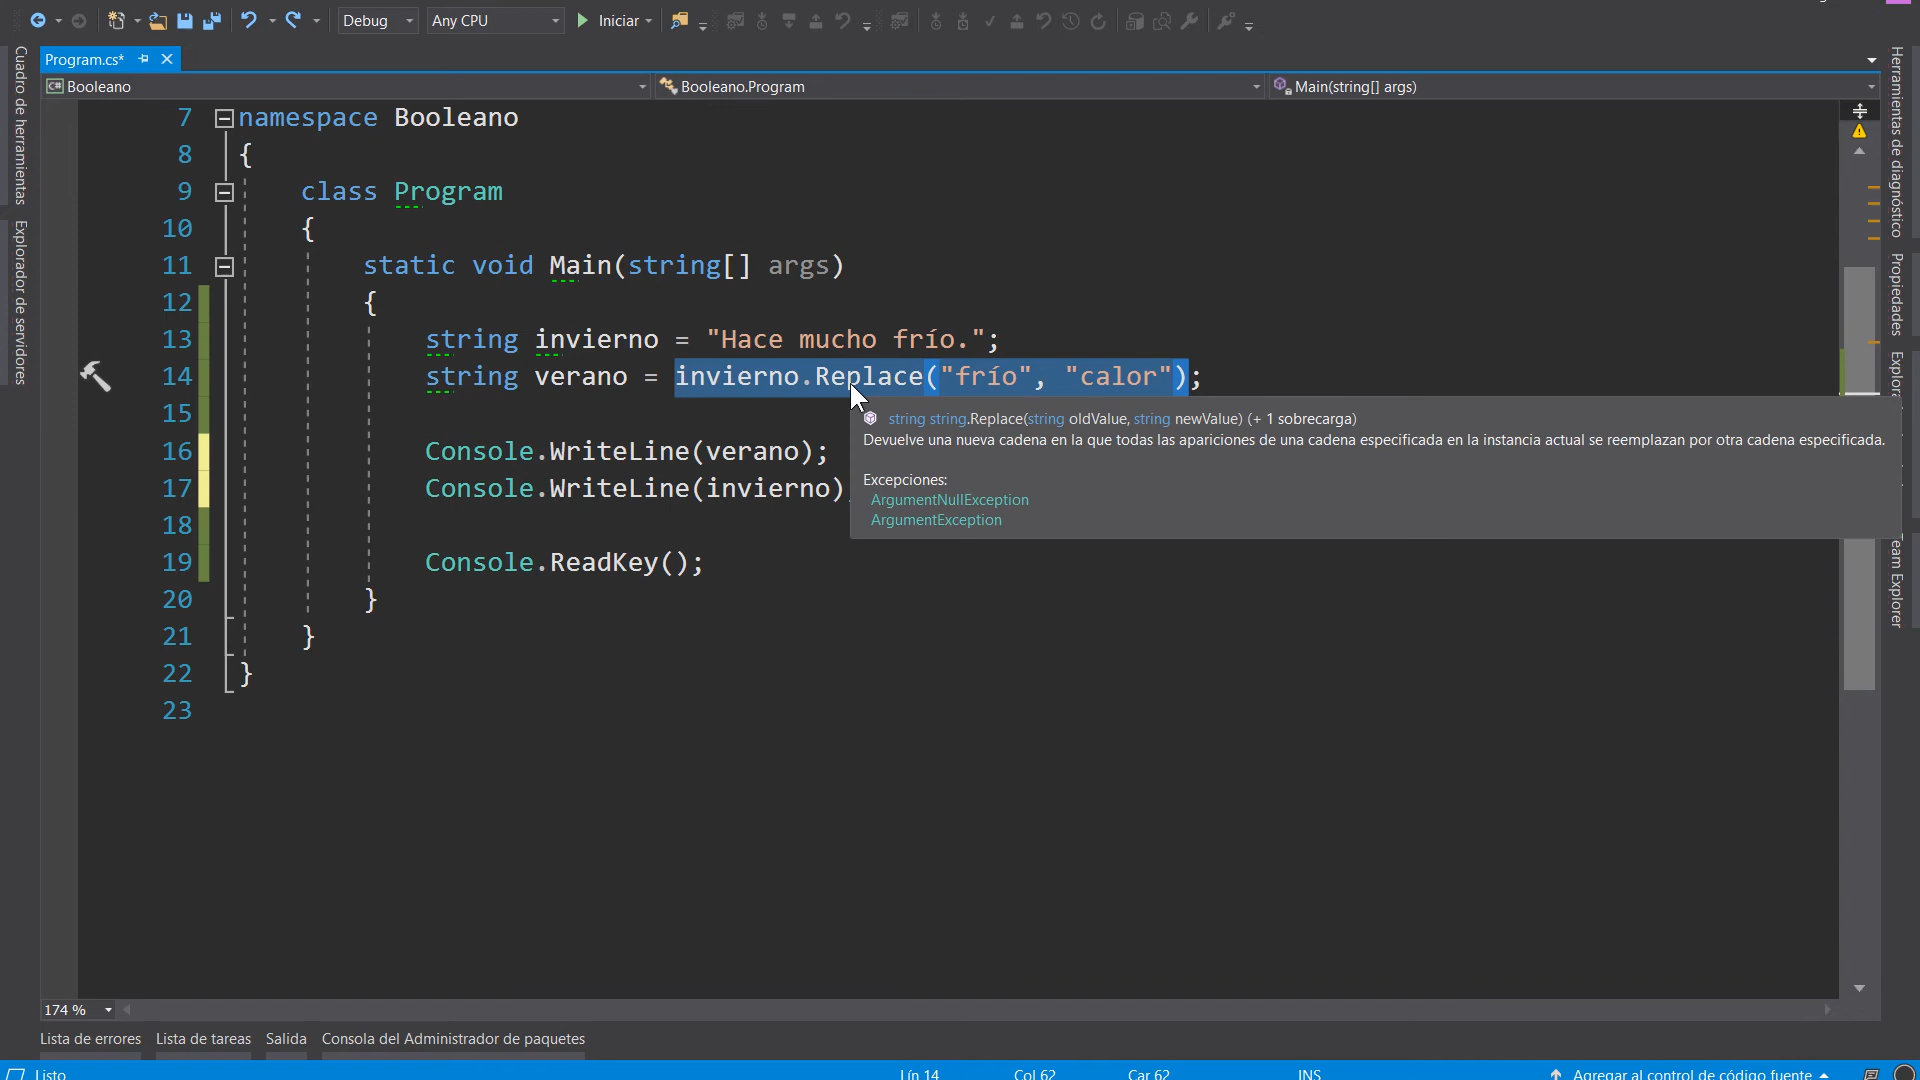 Debug Any CPU Iniciar
Program.cs*
Booleano Booleano.Program Main(string[] args)
Cuadro de herramientas
Explorador de servidores
7 namespace Booleano
8 {
9 class Program
10 {
11 static void Main(string[] args)
12 {
13 string invierno = "Hace mucho frío.";
14 string verano = invierno.Replace("frío", "calor");
15
string string.Replace(string oldValue, string newValue) (+ 1 sobrecarga)
Devuelve una nueva cadena en la que todas las apariciones de una cadena especificada en la instancia actual se reemplazan por otra cadena especificada.
Excepciones:
ArgumentNullException
ArgumentException
16 Console.WriteLine(verano);
17 Console.WriteLine(invierno)
18
19 Console.ReadKey();
20 }
21 }
22 }
23
Herramientas de diagnóstico
Propiedades
Team Explorer
174 %
Lista de errores Lista de tareas Salida Consola del Administrador de paquetes
Listo Lín 14 Col 62 Car 62 INS Agregar al control de código fuente